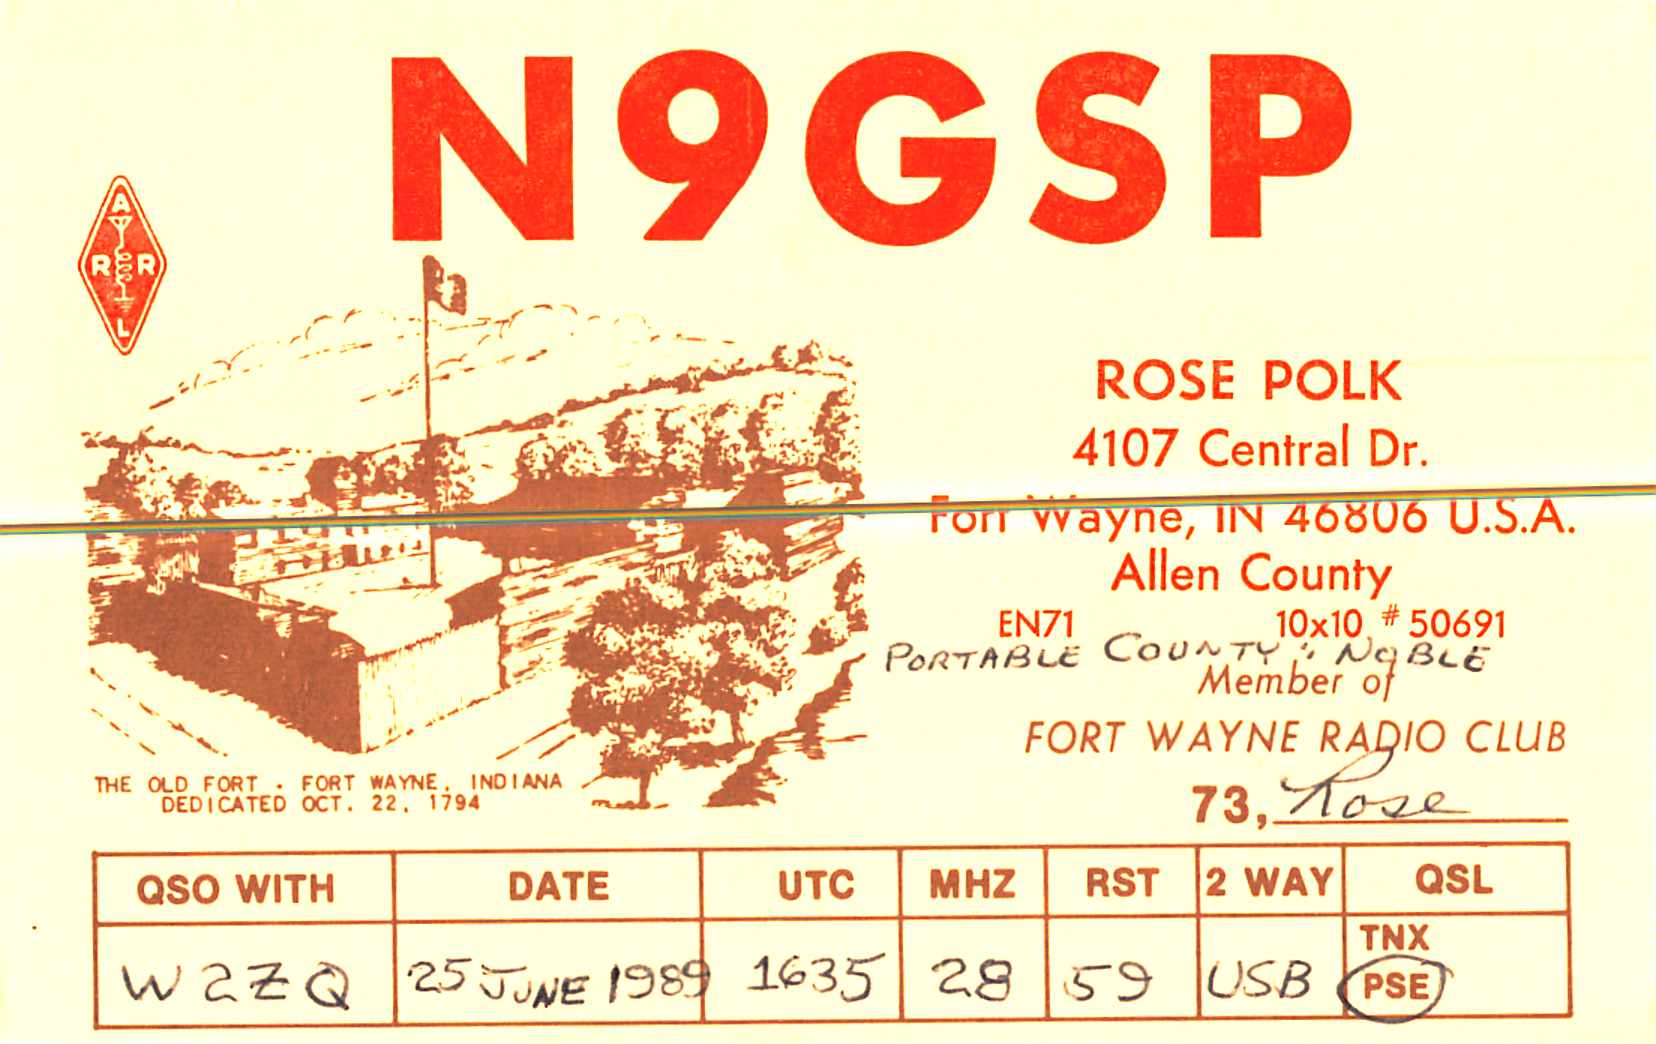 N9GSP
A
R R
L
ROSE POLK
4107 Central Dr.
Fort Wayne, IN 46806 U.S.A.
Allen County
EN71 10x10 #50691
PORTABLE COUNTY: NOBLE
Member of
FORT WAYNE RADIO CLUB
73, Rose
THE OLD FORT . FORT WAYNE, INDIANA
DEDICATED OCT. 22, 1794
QSO WITH DATE UTC MHZ RST 2 WAY QSL
W2ZQ 25 JUNE 1989 1635 28 59 USB TNX
PSE